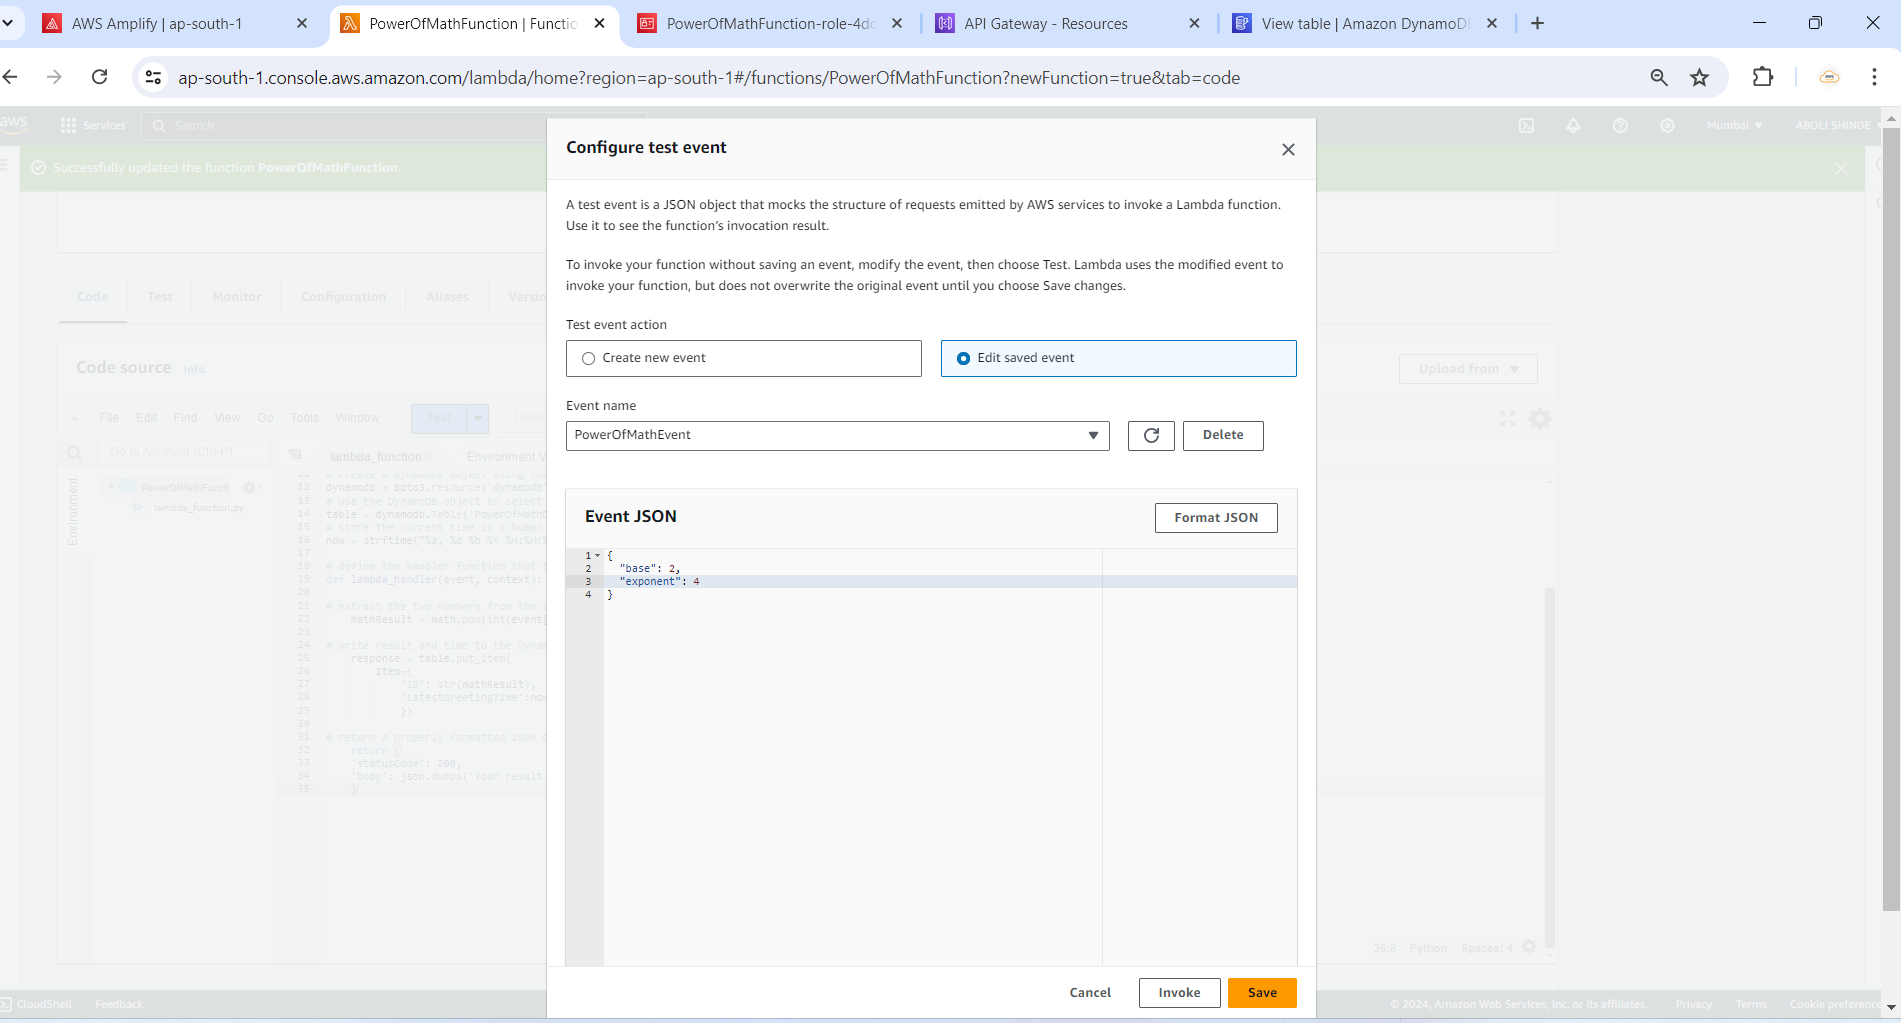 AWS Amplify | ap-south-1
PowerOfMathFunction | Functio
PowerOfMathFunction-role-4dc
API Gateway - Resources
View table | Amazon DynamoDB
ap-south-1.console.aws.amazon.com/lambda/home?region=ap-south-1#/functions/PowerOfMathFunction?newFunction=true&tab=code
aws
Services
Search
Mumbai
ABOLI SHINDE
Successfully updated the function PowerOfMathFunction.
Code Test Monitor Configuration Aliases Versio
Code source Info
Upload from
File Edit Find View Go Tools Window Test
Go to Anything (Ctrl-P)
lambda_function
Environment V
Environment
PowerOfMathFuncti
lambda_function.py
12 dynamodb = boto3.resource('dynamodb'
13 # use the DynamoDB object to select
14 table = dynamodb.Table('PowerOfMath
15 # store the current time in a human
16 now = strftime("%a, %d %b %Y %H:%M:%
17
18 # define the handler function that
19 def lambda_handler(event, context):
20
21 # extract the two numbers from the
22 mathResult = math.pow(int(event[
23
24 # write result and time to the Dynam
25 response = table.put_item(
26 Item={
27 'ID': str(mathResult),
28 'LatestGreetingTime':now
29 })
30
31 # return a properly formatted JSON o
32 return {
33 'statusCode': 200,
34 'body': json.dumps('Your result
35 }
35:6 Python Spaces: 4
Configure test event
A test event is a JSON object that mocks the structure of requests emitted by AWS services to invoke a Lambda function.
Use it to see the function's invocation result.
To invoke your function without saving an event, modify the event, then choose Test. Lambda uses the modified event to
invoke your function, but does not overwrite the original event until you choose Save changes.
Test event action
Create new event
Edit saved event
Event name
PowerOfMathEvent
Delete
Event JSON
Format JSON
1 {
2 "base": 2,
3 "exponent": 4
4 }
Cancel Invoke Save
CloudShell Feedback
© 2024, Amazon Web Services, Inc. or its affiliates. Privacy Terms Cookie preference